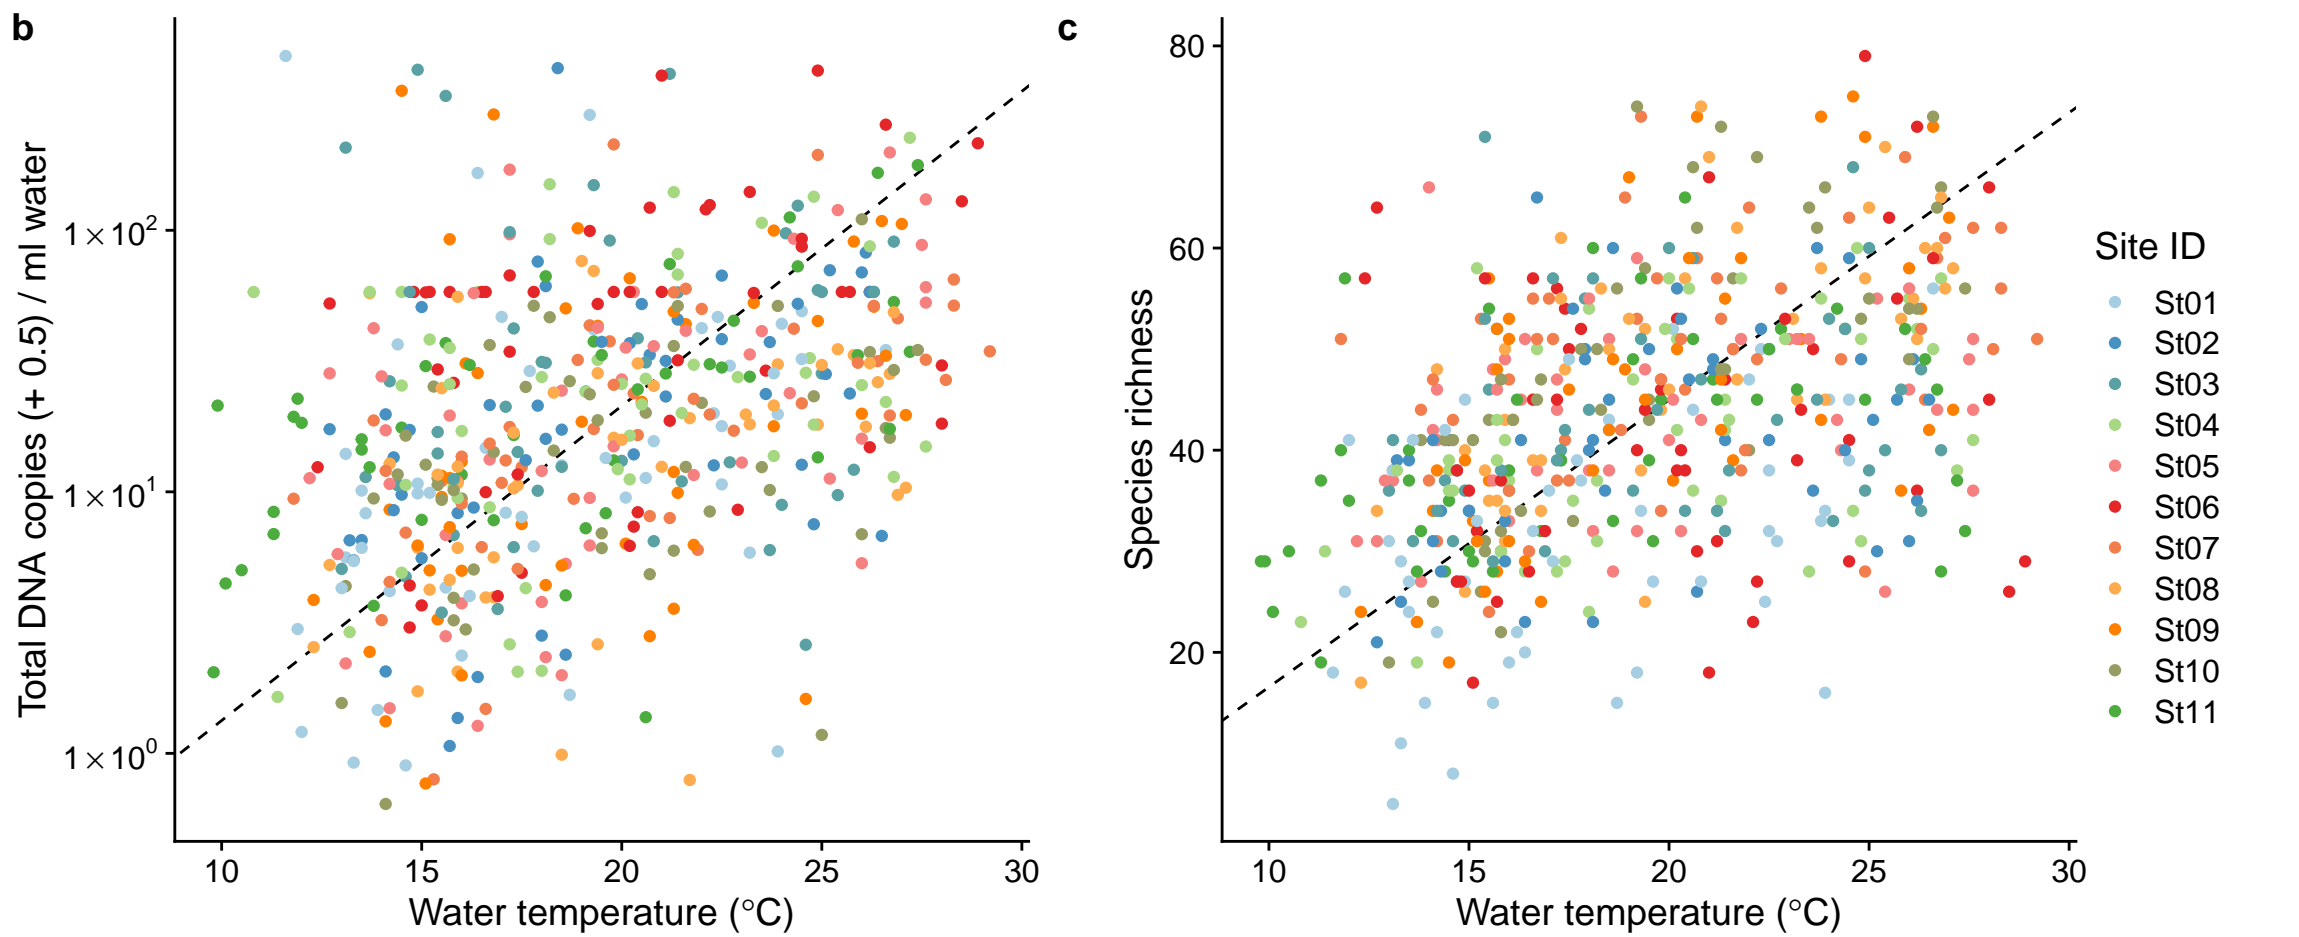 b
Total DNA copies (+ 0.5) / ml water
1×10²
1×10¹
1×10⁰
10 15 20 25 30
Water temperature (°C)
c
Species richness
80
60
40
20
10 15 20 25 30
Water temperature (°C)
Site ID
St01
St02
St03
St04
St05
St06
St07
St08
St09
St10
St11